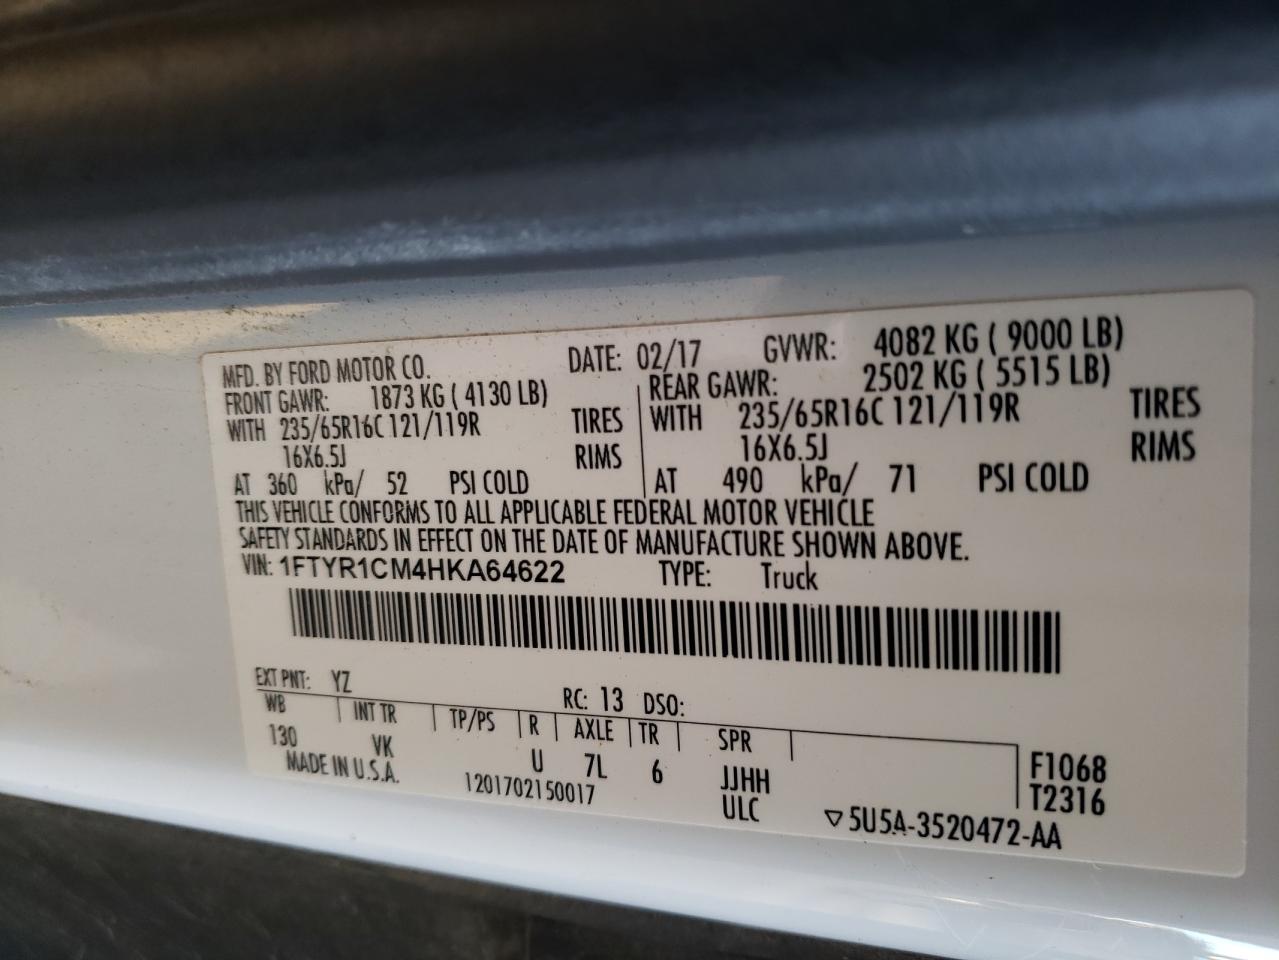 MFD. BY FORD MOTOR CO. DATE: 02/17 GVWR: 4082 KG ( 9000 LB)
FRONT GAWR: 1873 KG ( 4130 LB) REAR GAWR: 2502 KG ( 5515 LB)
WITH 235/65R16C 121/119R TIRES WITH 235/65R16C 121/119R TIRES
16X6.5J RIMS 16X6.5J RIMS
AT 360 kPa/ 52 PSI COLD AT 490 kPa/ 71 PSI COLD
THIS VEHICLE CONFORMS TO ALL APPLICABLE FEDERAL MOTOR VEHICLE
SAFETY STANDARDS IN EFFECT ON THE DATE OF MANUFACTURE SHOWN ABOVE.
VIN: 1FTYR1CM4HKA64622 TYPE: Truck
EXT PNT: YZ RC: 13 DSO:
WB INT TR TP/PS R AXLE TR SPR
130 VK U 7L 6 JJHH F1068
MADE IN U.S.A. 1201702150017 ULC T2316
▽ 5U5A-3520472-AA